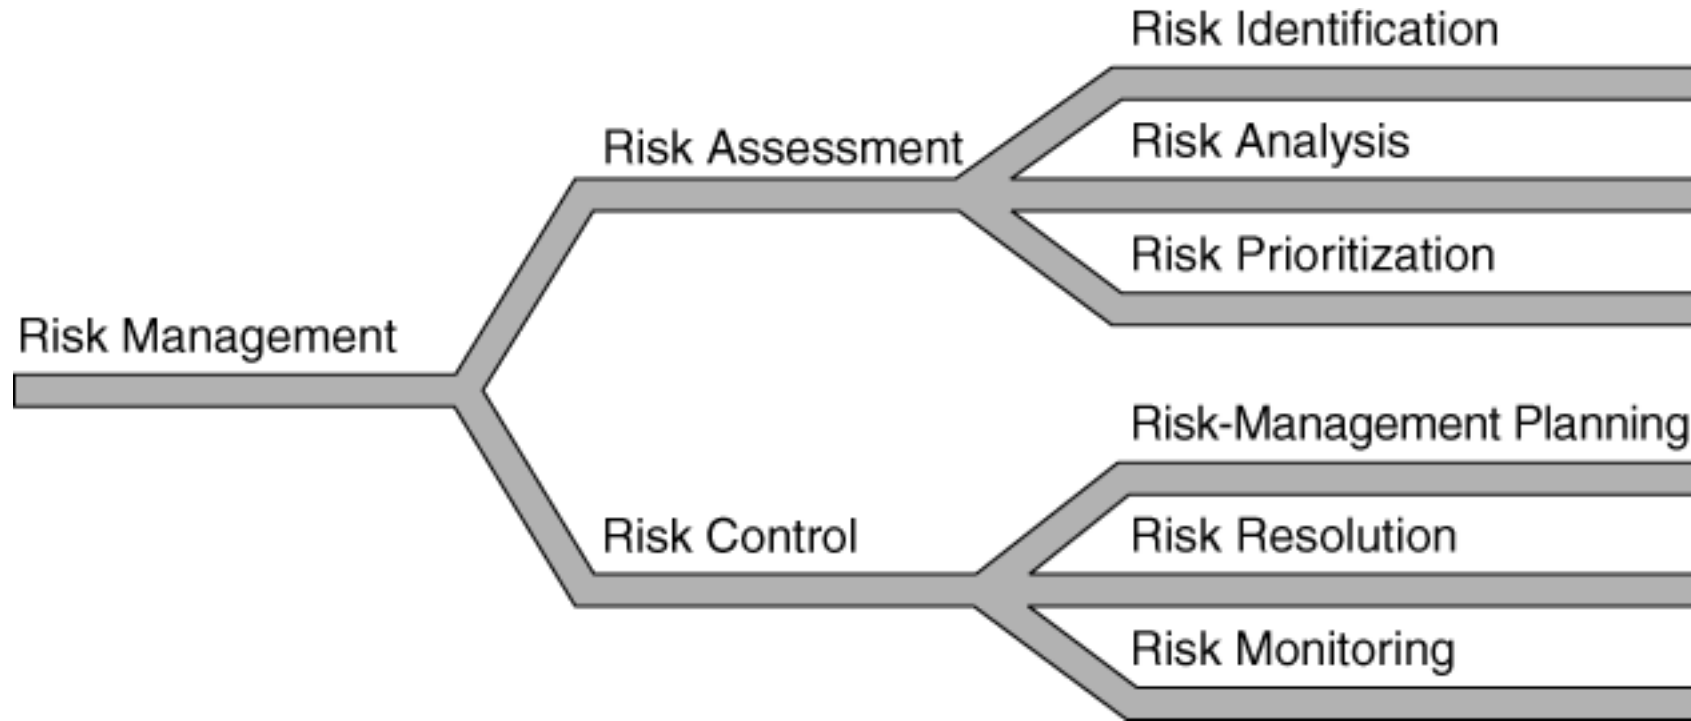 Risk Management
Risk Assessment
Risk Identification
Risk Analysis
Risk Prioritization
Risk Control
Risk-Management Planning
Risk Resolution
Risk Monitoring